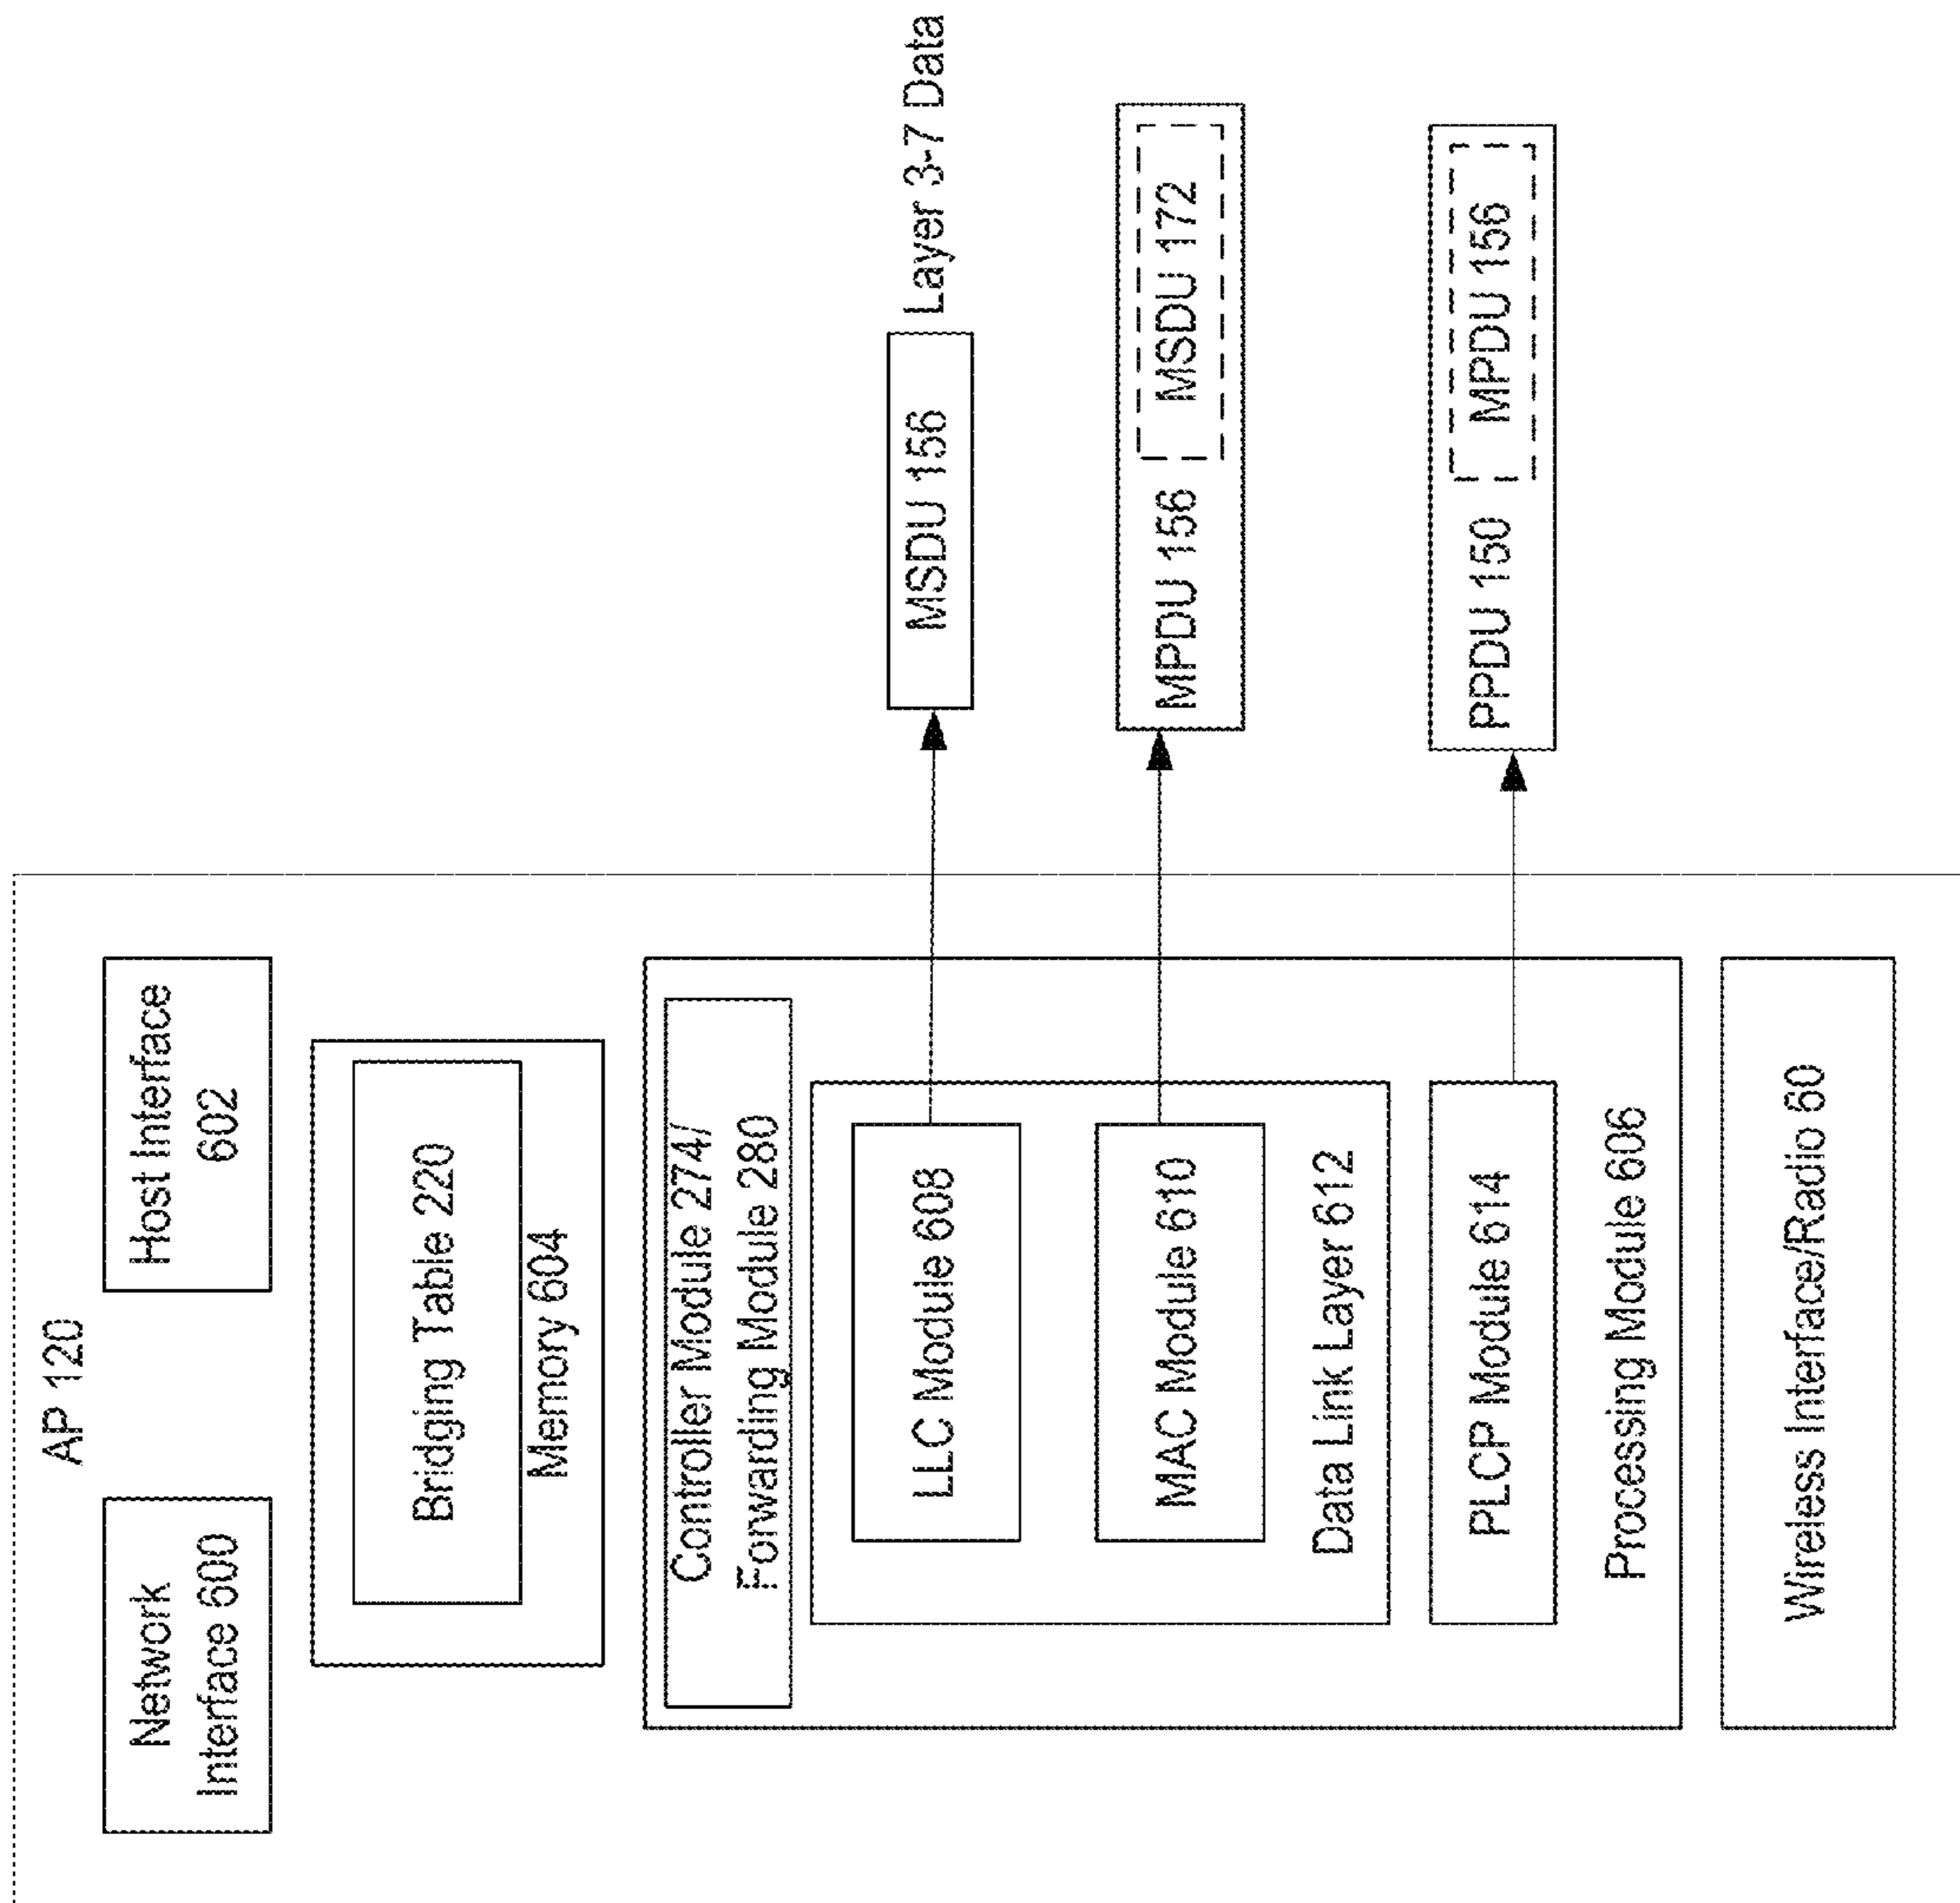 AP 120
Network
Interface 600
Host Interface
602
Bridging Table 220
Memory 604
Controller Module 274/
Forwarding Module 280
LLC Module 608
MSDU 156
Layer 3-7 Data
MAC Module 610
MPDU 156
MSDU 172
Data Link Layer 612
PLCP Module 614
PPDU 150
MPDU 156
Processing Module 606
Wireless Interface/Radio 60